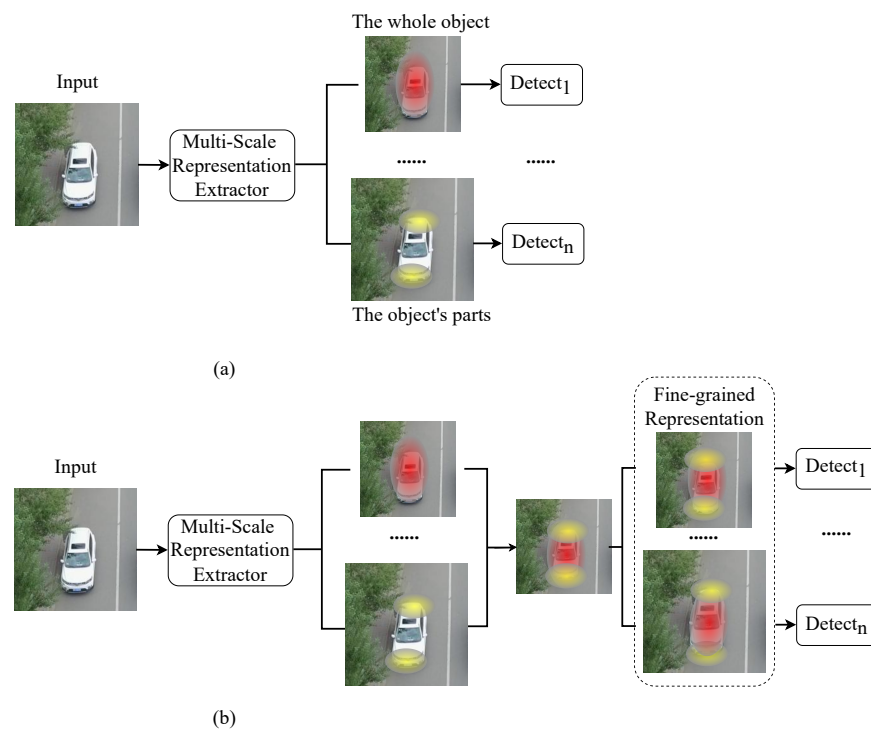 The whole object
Input
Detect1
Multi-Scale
Representation
Extractor
......
......
Detectn
The object's parts
(a)
Fine-grained
Representation
Input
Detect1
Multi-Scale
Representation
Extractor
......
......
......
Detectn
(b)